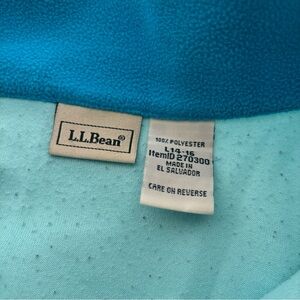 L.L.Bean®
100% POLYESTER
L 14-16
ItemID 270300
MADE IN
EL SALVADOR
CARE ON REVERSE